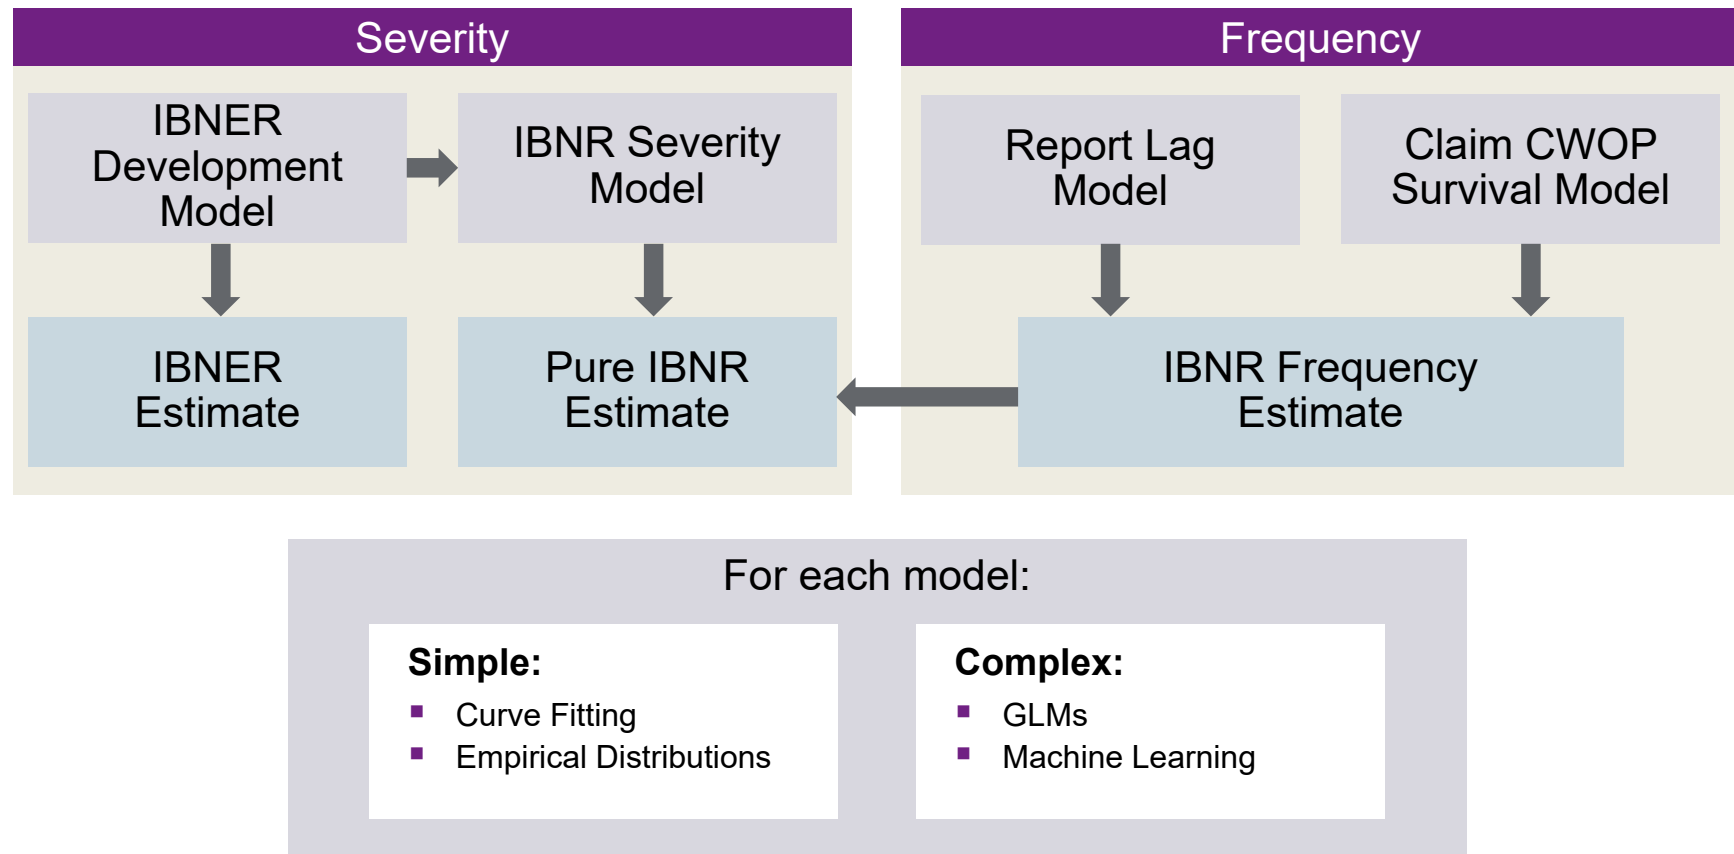 Severity
IBNER
Development
Model
IBNR Severity
Model
IBNER
Estimate
Pure IBNR
Estimate
Frequency
Report Lag
Model
Claim CWOP
Survival Model
IBNR Frequency
Estimate
For each model:
Simple:
Curve Fitting
Empirical Distributions
Complex:
GLMs
Machine Learning